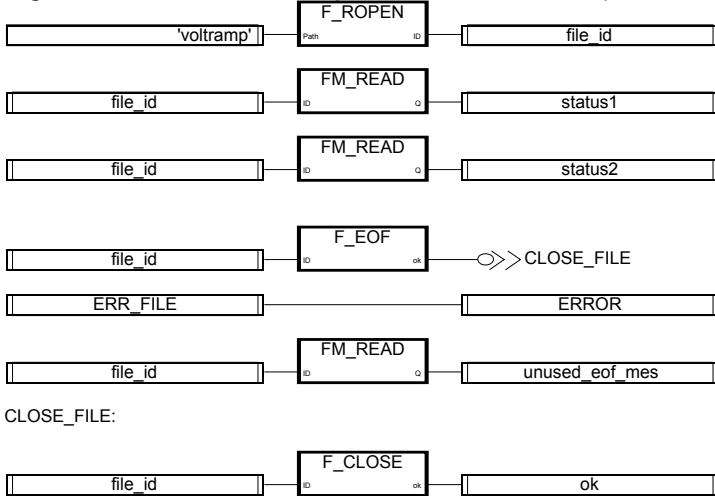 F_ROPEN
'voltramp' Path ID file_id
FM_READ
file_id ID Q status1
FM_READ
file_id ID Q status2
F_EOF
file_id ID ok CLOSE_FILE
ERR_FILE ERROR
FM_READ
file_id ID Q unused_eof_mes
CLOSE_FILE:
F_CLOSE
file_id ID ok ok